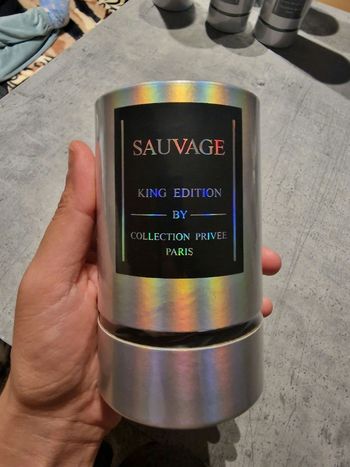 SAUVAGE
KING EDITION
BY
COLLECTION PRIVEE
PARIS